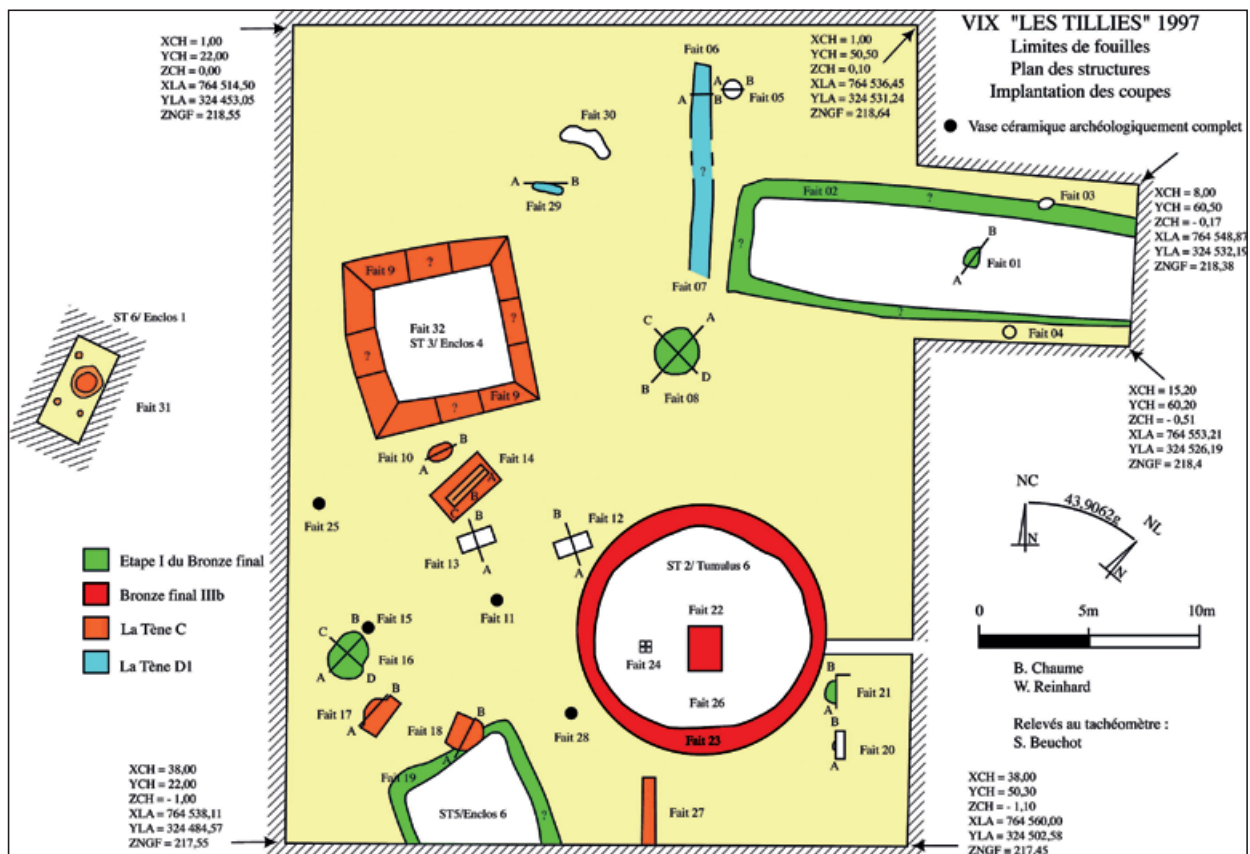 VIX "LES TILLIES" 1997
Limites de fouilles
Plan des structures
Implantation des coupes
Vase céramique archéologiquement complet
XCH = 1,00
YCH = 22,00
ZCH = 0,00
XLA = 764 514,50
YLA = 324 453,05
ZNGF = 218,55
XCH = 1,00
YCH = 50,50
ZCH = 0,10
XLA = 764 536,45
YLA = 324 531,24
ZNGF = 218,64
XCH = 8,00
YCH = 60,50
ZCH = - 0,17
XLA = 764 548,87
YLA = 324 532,19
ZNGF = 218,38
XCH = 15,20
YCH = 60,20
ZCH = - 0,51
XLA = 764 553,21
YLA = 324 526,19
ZNGF = 218,4
Fait 06
A B
Fait 05
A B
Fait 30
A B
Fait 29
?
Fait 07
Fait 02
?
Fait 03
?
B
Fait 01
A
?
Fait 04
Fait 9
?
?
?
Fait 32
ST 3/ Enclos 4
Fait 9
?
C A
B D
Fait 08
ST 6/ Enclos 1
Fait 31
Fait 10
B
A
Fait 14
A
B
C
Fait 25
B
Fait 13
A
B
Fait 12
A
Fait 11
ST 2/ Tumulus 6
Fait 22
Fait 24
Fait 26
Fait 23
Etape I du Bronze final
Bronze final IIIb
La Tène C
La Tène D1
B
Fait 15
C
Fait 16
A D
Fait 17
B
A
Fait 18
B
A
Fait 19
ST5/Enclos 6
Fait 28
Fait 27
B
Fait 21
A
B
Fait 20
A
NC
43,9062g
NL
N
N
0 5m 10m
B. Chaume
W. Reinhard
Relevés au tachéomètre :
S. Beuchot
XCH = 38,00
YCH = 22,00
ZCH = - 1,00
XLA = 764 538,11
YLA = 324 484,57
ZNGF = 217,55
XCH = 38,00
YCH = 50,30
ZCH = - 1,10
XLA = 764 560,00
YLA = 324 502,58
ZNGF = 217,45